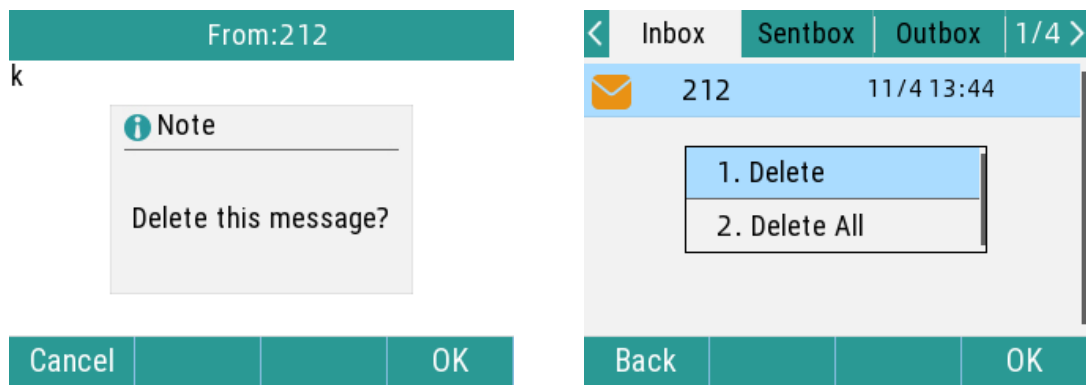 From:212
k
Note
Delete this message?
Cancel OK
Inbox Sentbox Outbox 1/4
212 11/4 13:44
1. Delete
2. Delete All
Back OK